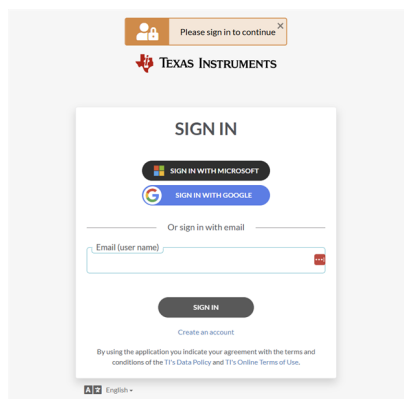 Please sign in to continue
TEXAS INSTRUMENTS
SIGN IN
SIGN IN WITH MICROSOFT
SIGN IN WITH GOOGLE
Or sign in with email
Email (user name)
SIGN IN
Create an account
By using the application you indicate your agreement with the terms and
conditions of the TI's Data Policy and TI's Online Terms of Use.
English